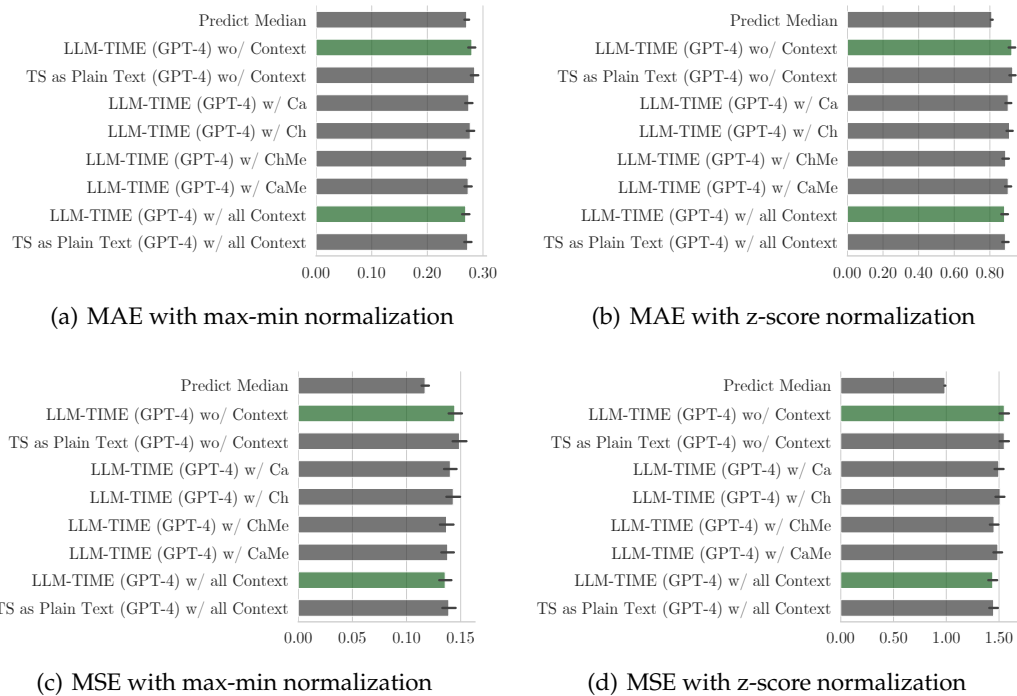 Predict Median
LLM-TIME (GPT-4) wo/ Context
TS as Plain Text (GPT-4) wo/ Context
LLM-TIME (GPT-4) w/ Ca
LLM-TIME (GPT-4) w/ Ch
LLM-TIME (GPT-4) w/ ChMe
LLM-TIME (GPT-4) w/ CaMe
LLM-TIME (GPT-4) w/ all Context
TS as Plain Text (GPT-4) w/ all Context
0.00 0.10 0.20 0.30
(a) MAE with max-min normalization
Predict Median
LLM-TIME (GPT-4) wo/ Context
TS as Plain Text (GPT-4) wo/ Context
LLM-TIME (GPT-4) w/ Ca
LLM-TIME (GPT-4) w/ Ch
LLM-TIME (GPT-4) w/ ChMe
LLM-TIME (GPT-4) w/ CaMe
LLM-TIME (GPT-4) w/ all Context
TS as Plain Text (GPT-4) w/ all Context
0.00 0.20 0.40 0.60 0.80
(b) MAE with z-score normalization
Predict Median
LLM-TIME (GPT-4) wo/ Context
TS as Plain Text (GPT-4) wo/ Context
LLM-TIME (GPT-4) w/ Ca
LLM-TIME (GPT-4) w/ Ch
LLM-TIME (GPT-4) w/ ChMe
LLM-TIME (GPT-4) w/ CaMe
LLM-TIME (GPT-4) w/ all Context
TS as Plain Text (GPT-4) w/ all Context
0.00 0.05 0.10 0.15
(c) MSE with max-min normalization
Predict Median
LLM-TIME (GPT-4) wo/ Context
TS as Plain Text (GPT-4) wo/ Context
LLM-TIME (GPT-4) w/ Ca
LLM-TIME (GPT-4) w/ Ch
LLM-TIME (GPT-4) w/ ChMe
LLM-TIME (GPT-4) w/ CaMe
LLM-TIME (GPT-4) w/ all Context
TS as Plain Text (GPT-4) w/ all Context
0.00 0.50 1.00 1.50
(d) MSE with z-score normalization